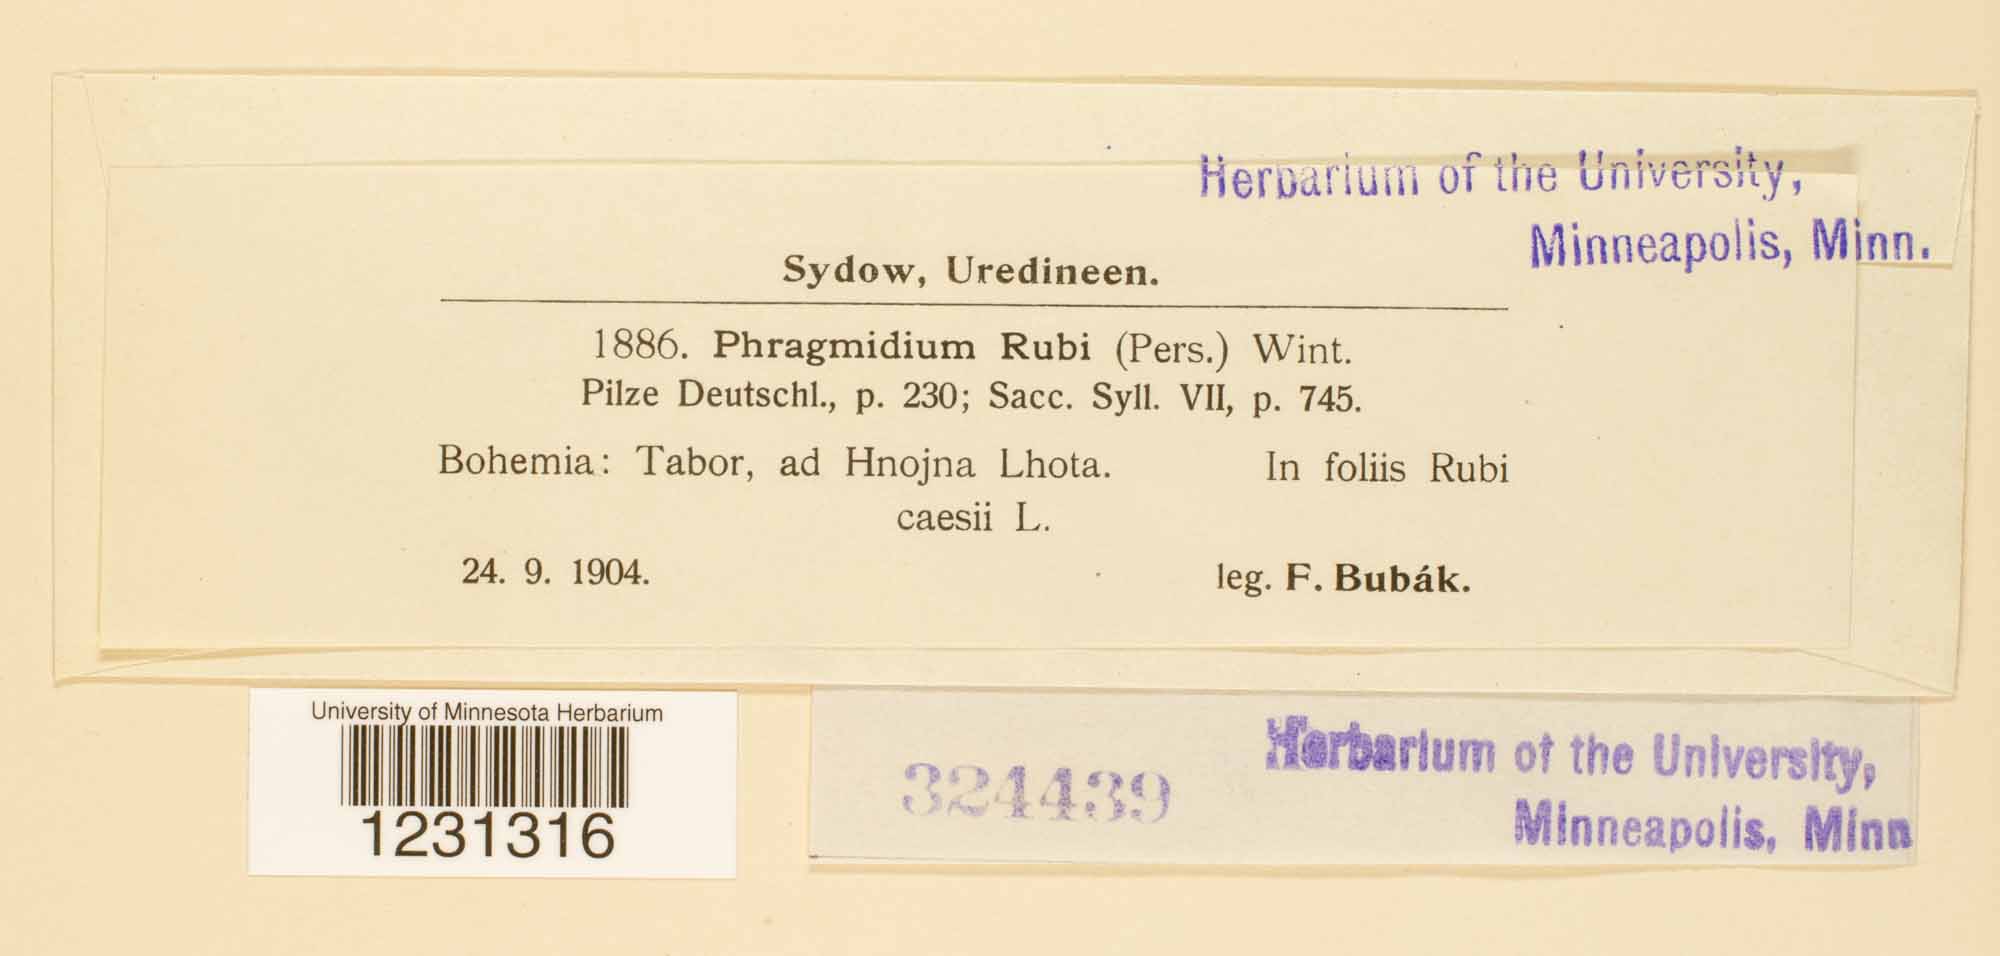 Herbarium of the University,
Minneapolis, Minn.
Sydow, Uredineen.
1886. Phragmidium Rubi (Pers.) Wint.
Pilze Deutschl., p. 230; Sacc. Syll. VII, p. 745.
Bohemia: Tabor, ad Hnojna Lhota. In foliis Rubi
caesii L.
24. 9. 1904. leg. F. Bubák.
University of Minnesota Herbarium
1231316
324439
Herbarium of the University,
Minneapolis, Minn